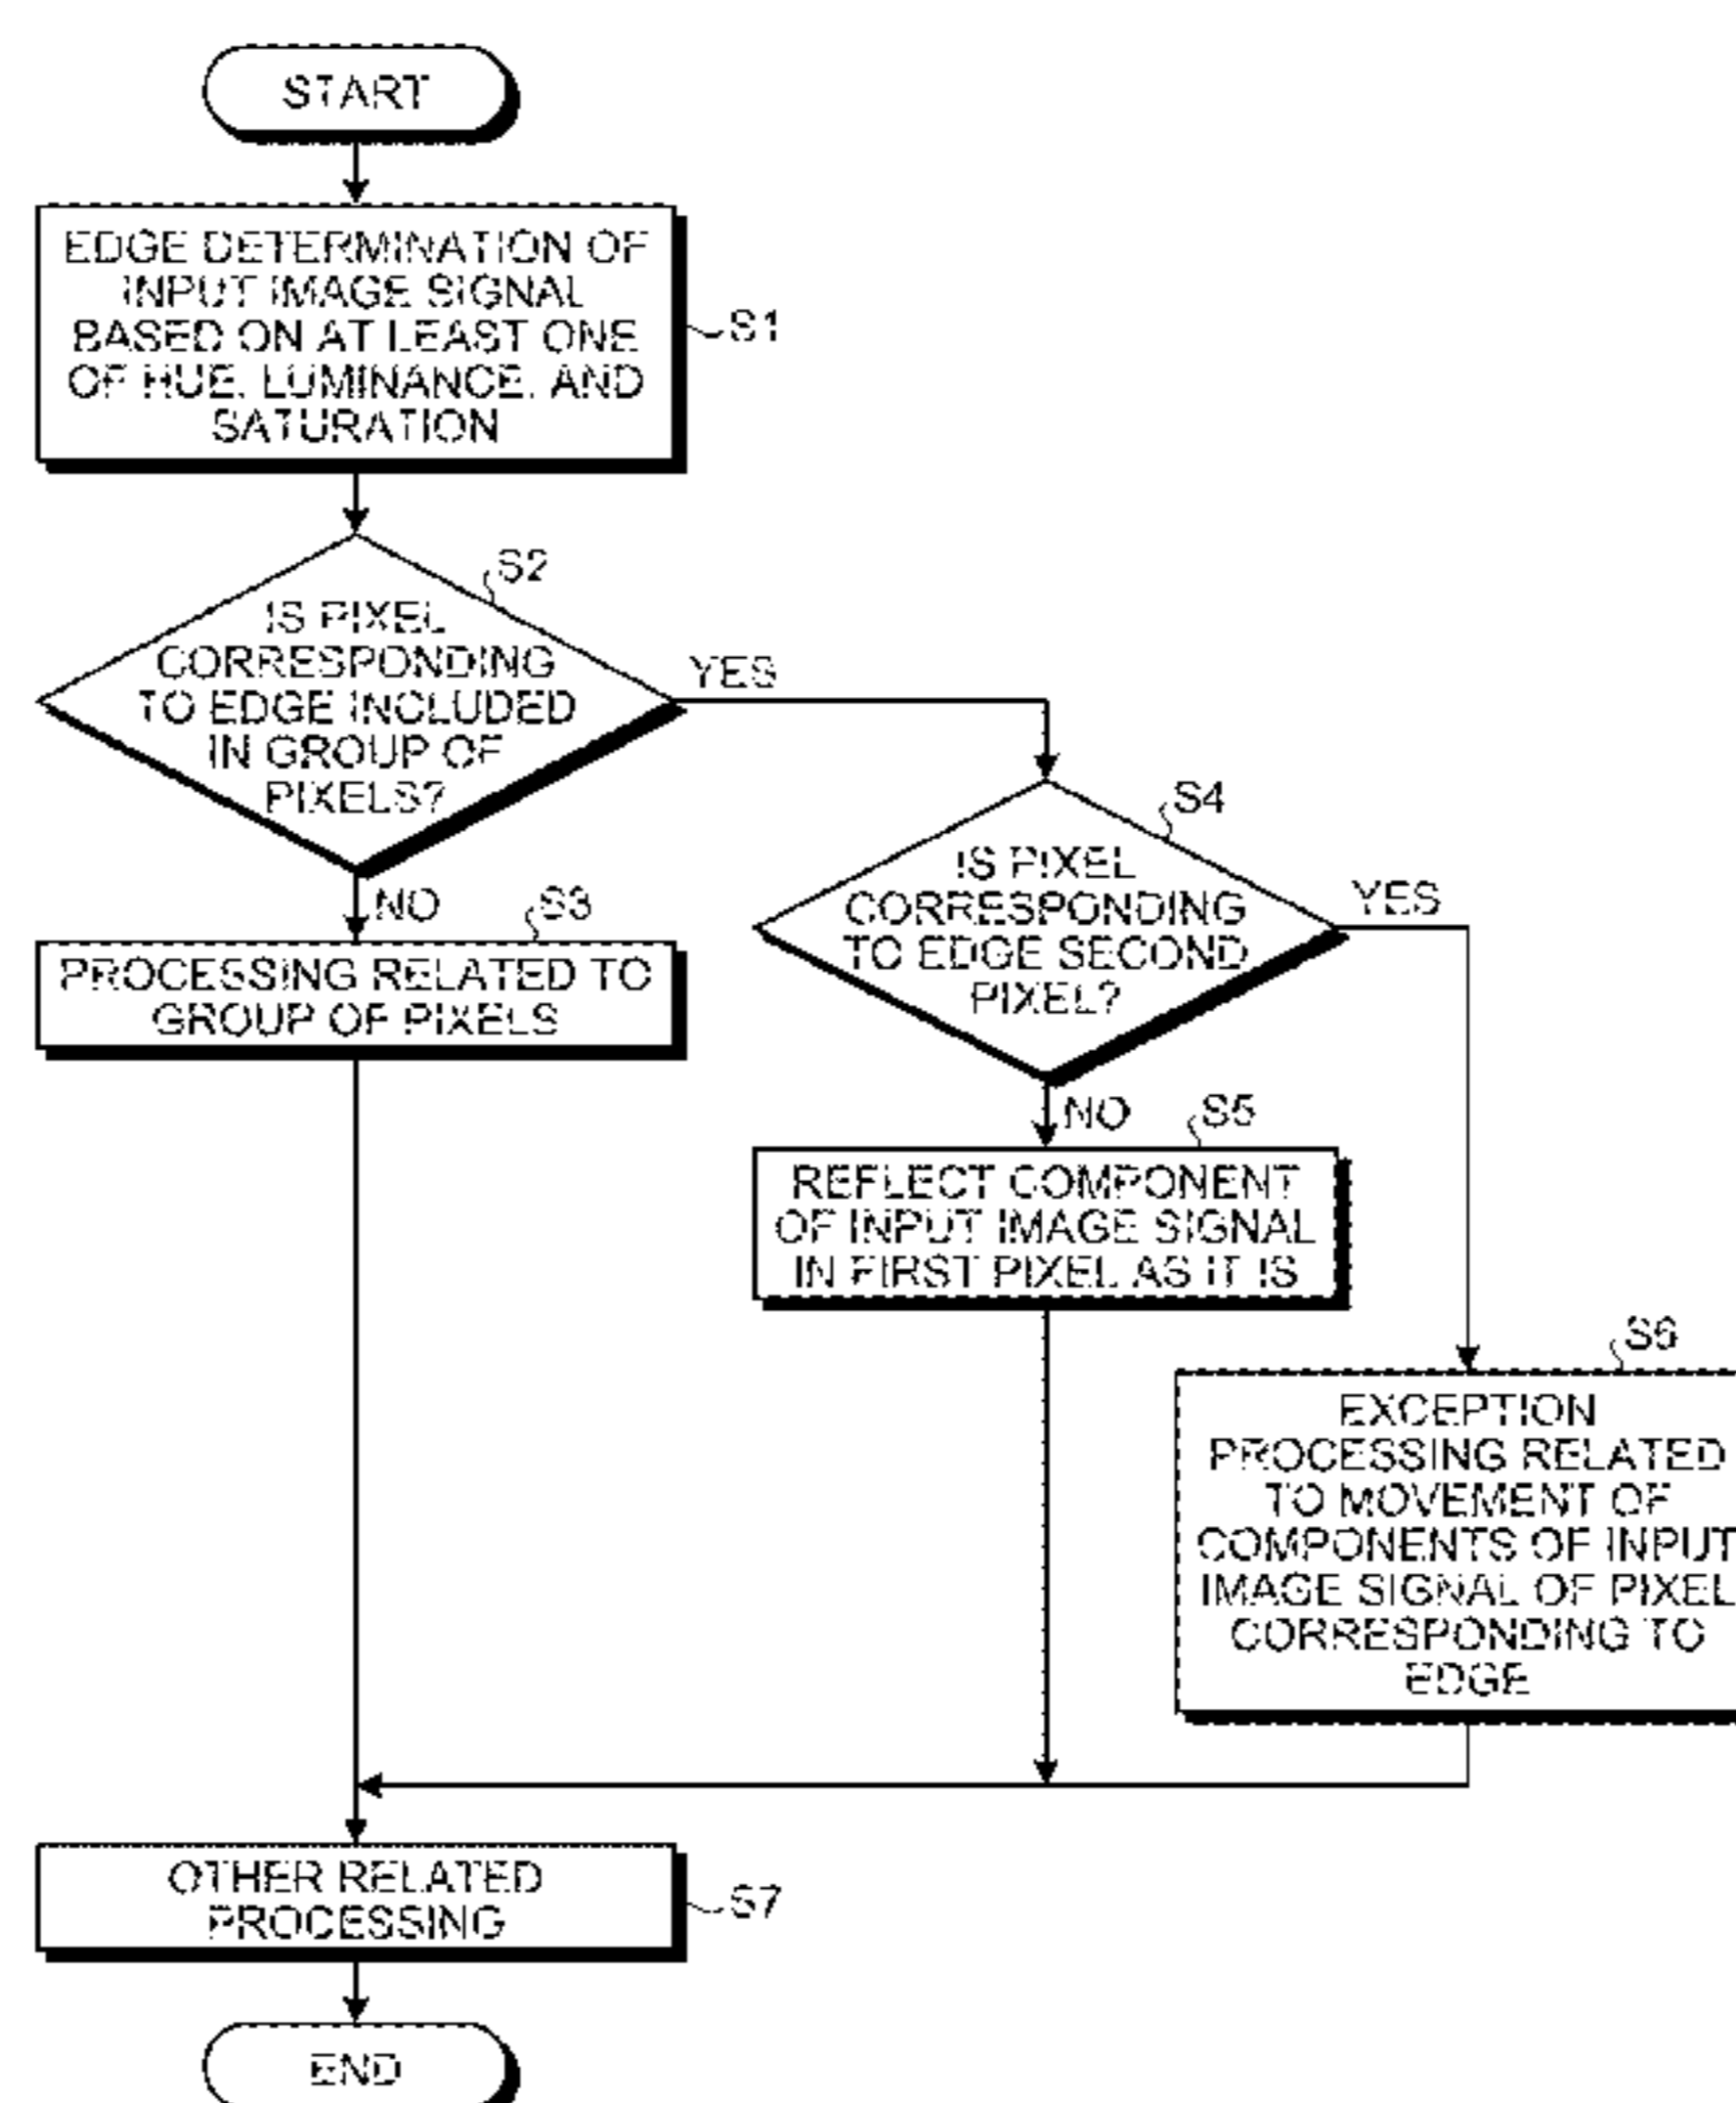 START
EDGE DETERMINATION OF
INPUT IMAGE SIGNAL
BASED ON AT LEAST ONE
OF HUE, LUMINANCE, AND
SATURATION
S1
S2
IS PIXEL
CORRESPONDING
TO EDGE INCLUDED
IN GROUP OF
PIXELS?
YES
NO
S3
PROCESSING RELATED TO
GROUP OF PIXELS
S4
IS PIXEL
CORRESPONDING
TO EDGE SECOND
PIXEL?
YES
NO
S5
REFLECT COMPONENT
OF INPUT IMAGE SIGNAL
IN FIRST PIXEL AS IT IS
S6
EXCEPTION
PROCESSING RELATED
TO MOVEMENT OF
COMPONENTS OF INPUT
IMAGE SIGNAL OF PIXEL
CORRESPONDING TO
EDGE
OTHER RELATED
PROCESSING
S7
END